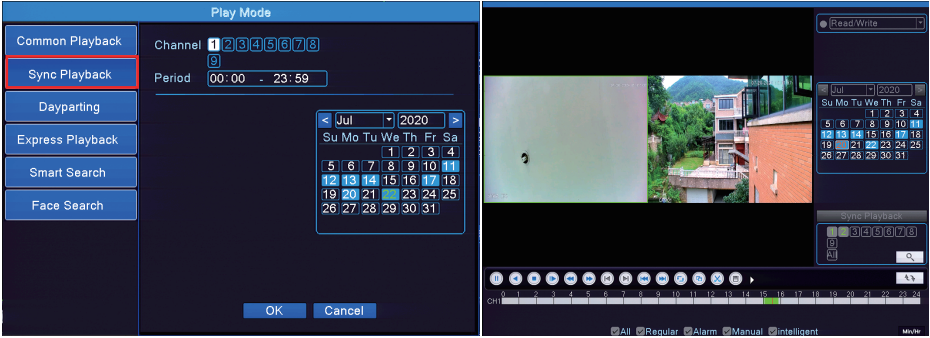 Play Mode
Common Playback
Sync Playback
Dayparting
Express Playback
Smart Search
Face Search
Channel 1 2 3 4 5 6 7 8
9
Period 00:00 - 23:59
< Jul 2020 >
Su Mo Tu We Th Fr Sa
1 2 3 4
5 6 7 8 9 10 11
12 13 14 15 16 17 18
19 20 21 22 23 24 25
26 27 28 29 30 31
OK Cancel
Read/Write
< Jul 2020 >
Su Mo Tu We Th Fr Sa
1 2 3 4
5 6 7 8 9 10 11
12 13 14 15 16 17 18
19 20 21 22 23 24 25
26 27 28 29 30 31
Sync Playback
1 2 3 4 5 6 7 8
9
All
0 1 2 3 4 5 6 7 8 9 10 11 12 13 14 15 16 17 18 19 20 21 22 23 24
CH1
All Regular Alarm Manual intelligent
Min/Hr